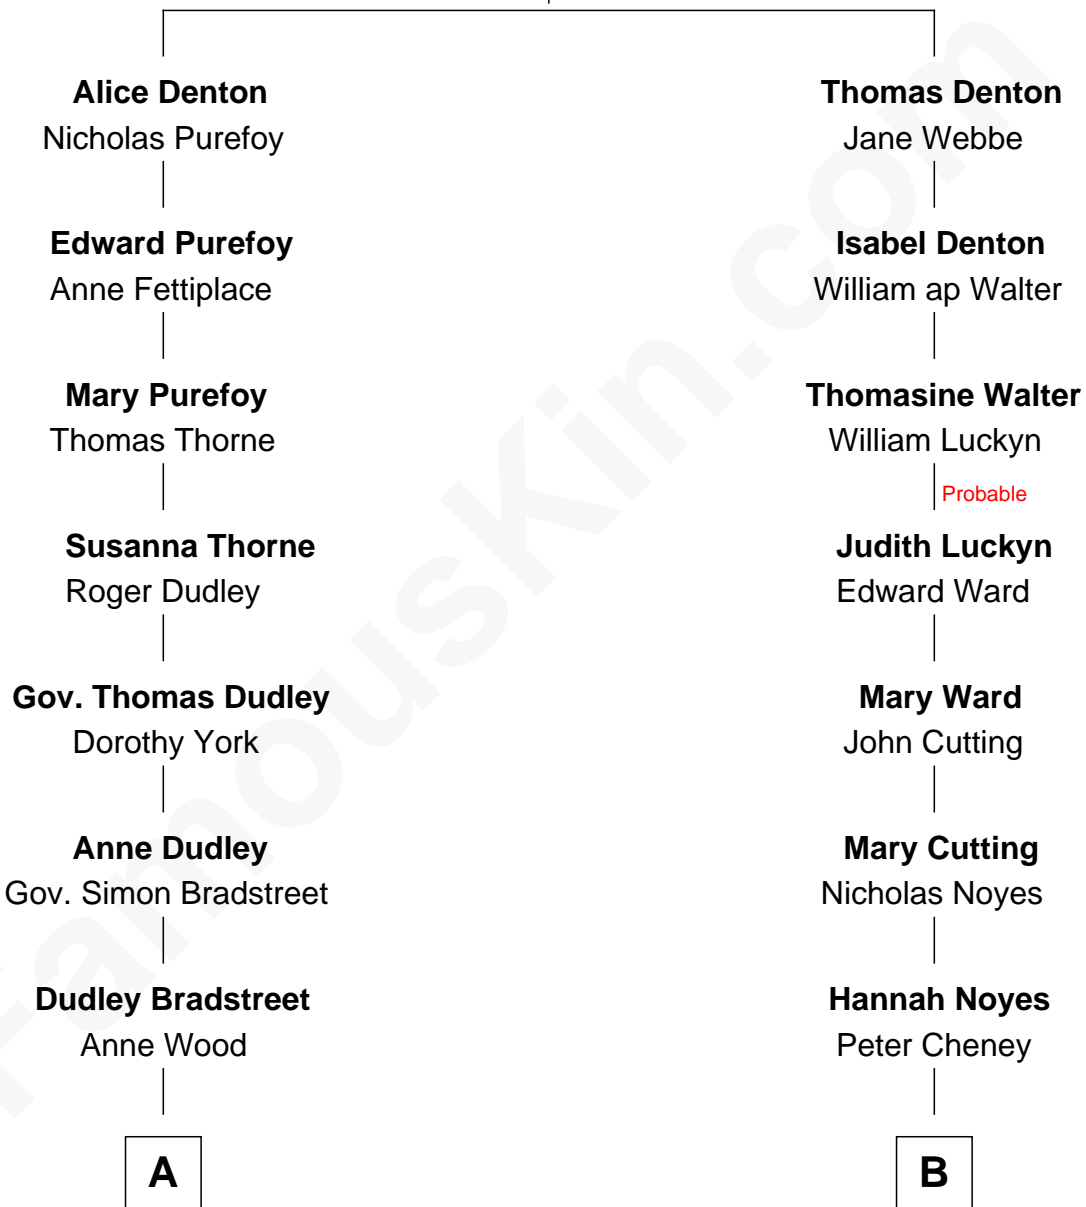 Alice Denton
Nicholas Purefoy
Edward Purefoy
Anne Fettiplace
Mary Purefoy
Thomas Thorne
Susanna Thorne
Roger Dudley
Gov. Thomas Dudley
Dorothy York
Anne Dudley
Gov. Simon Bradstreet
Dudley Bradstreet
Anne Wood
A
Thomas Denton
Jane Webbe
Isabel Denton
William ap Walter
Thomasine Walter
William Luckyn
Probable
Judith Luckyn
Edward Ward
Mary Ward
John Cutting
Mary Cutting
Nicholas Noyes
Hannah Noyes
Peter Cheney
B
FamousKin.com